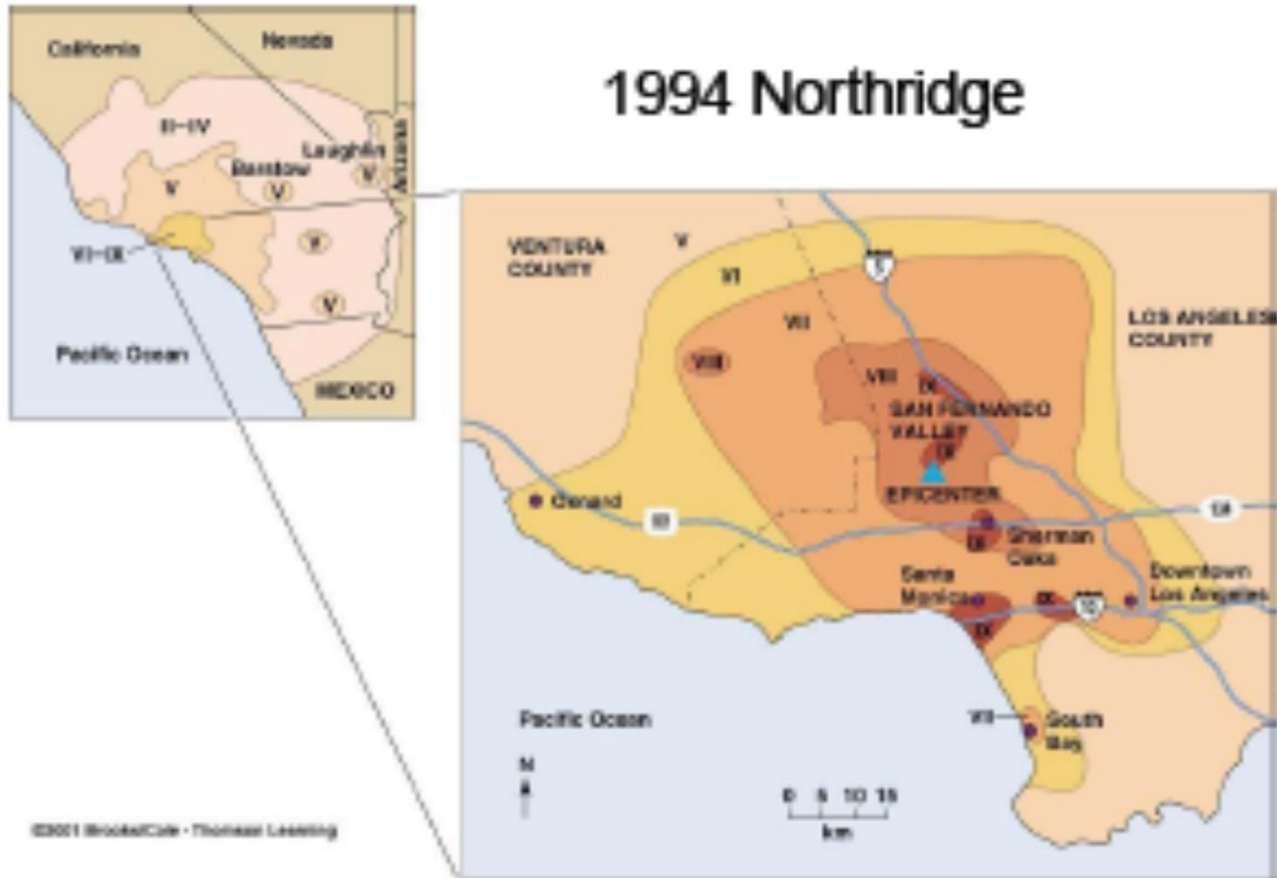 1994 Northridge
California
Nevada
II-IV
Laughlin
Barstow
Arizona
V
V
V
V
V
VI-IX
Pacific Ocean
MEXICO
VENTURA
COUNTY
V
VI
VII
VIII
5
LOS ANGELES
COUNTY
VIII
IX
SAN FERNANDO
VALLEY
IX
EPICENTER
Oxnard
IX
Sherman
Oaks
Santa
Monica
IX
IX
10
Downtown
Los Angeles
Pacific Ocean
N
South
Bay
0 5 10 15
km
©2001 Brooks/Cole - Thomson Learning